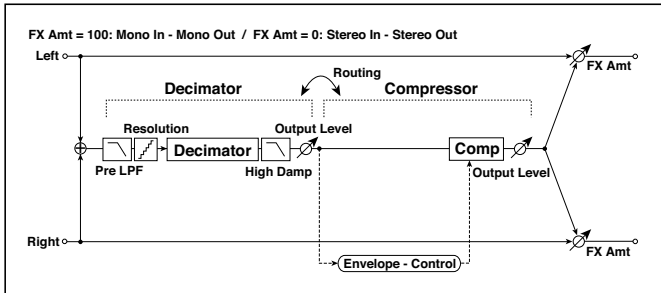 FX Amt = 100: Mono In - Mono Out / FX Amt = 0: Stereo In - Stereo Out
Left
FX Amt
Routing
Decimator
Compressor
Resolution
Output Level
Decimator
Comp
Pre LPF
High Damp
Output Level
Right
FX Amt
Envelope - Control